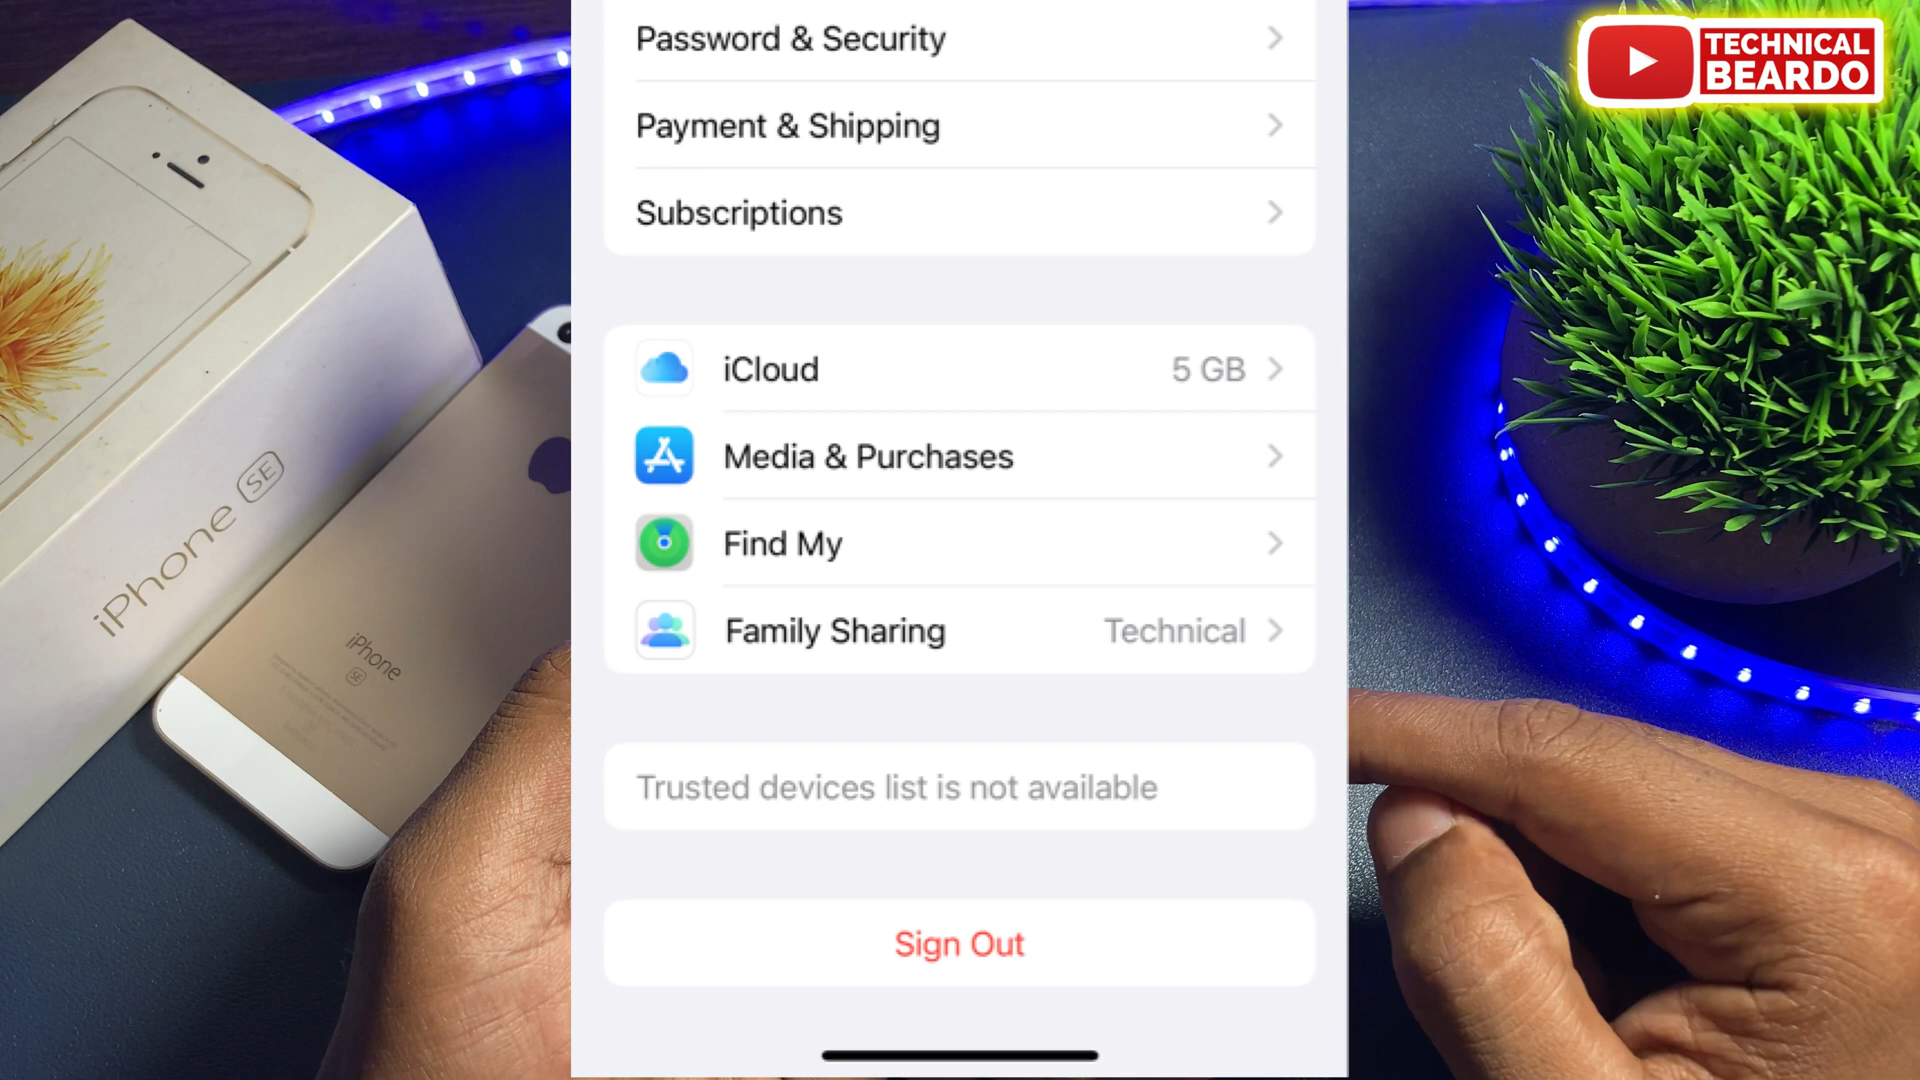 Password & Security
Payment & Shipping
Subscriptions
iCloud 5 GB
Media & Purchases
Find My
Family Sharing Technical
Trusted devices list is not available
Sign Out
TECHNICAL
BEARDO
iPhone SE
iPhone
SE